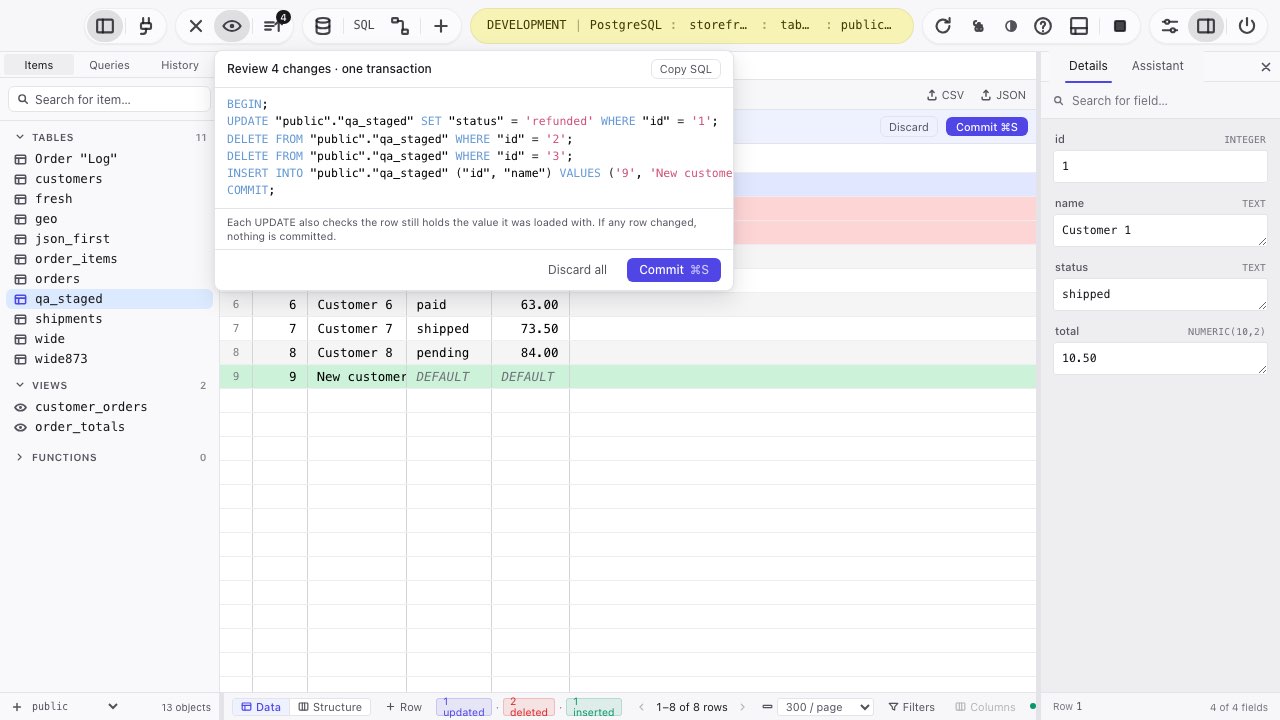 4
SQL
DEVELOPMENT | PostgreSQL : storefr… : tab… : public…
Items Queries History
Search for item…
TABLES 11
Order "Log"
customers
fresh
geo
json_first
order_items
orders
qa_staged
shipments
wide
wide873
VIEWS 2
customer_orders
order_totals
FUNCTIONS 0
public 13 objects
Review 4 changes · one transaction Copy SQL
BEGIN;
UPDATE "public"."qa_staged" SET "status" = 'refunded' WHERE "id" = '1';
DELETE FROM "public"."qa_staged" WHERE "id" = '2';
DELETE FROM "public"."qa_staged" WHERE "id" = '3';
INSERT INTO "public"."qa_staged" ("id", "name") VALUES ('9', 'New custome
COMMIT;
Each UPDATE also checks the row still holds the value it was loaded with. If any row changed,
nothing is committed.
Discard all Commit ⌘S
CSV JSON
Discard Commit ⌘S
6 6 Customer 6 paid 63.00
7 7 Customer 7 shipped 73.50
8 8 Customer 8 pending 84.00
9 9 New customer DEFAULT DEFAULT
Data Structure + Row 1 updated · 2 deleted · 1 inserted 1–8 of 8 rows 300 / page Filters Columns
Details Assistant
Search for field…
id INTEGER
1
name TEXT
Customer 1
status TEXT
shipped
total NUMERIC(10,2)
10.50
Row 1 4 of 4 fields